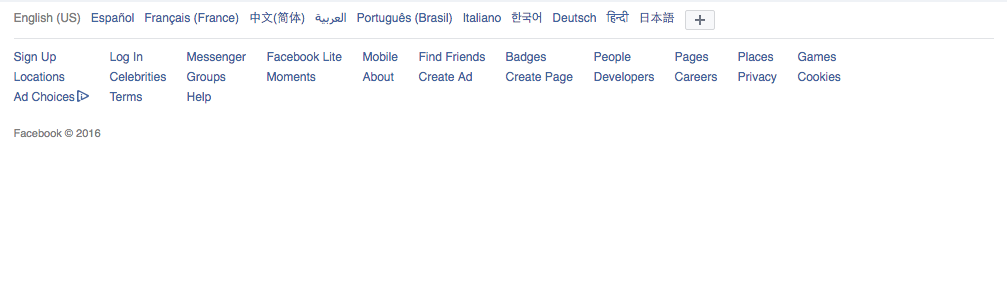 English (US) Español Français (France) 中文(简体) العربية Português (Brasil) Italiano 한국어 Deutsch हिन्दी 日本語 +
Sign Up Log In Messenger Facebook Lite Mobile Find Friends Badges People Pages Places Games
Locations Celebrities Groups Moments About Create Ad Create Page Developers Careers Privacy Cookies
Ad Choices Terms Help
Facebook © 2016